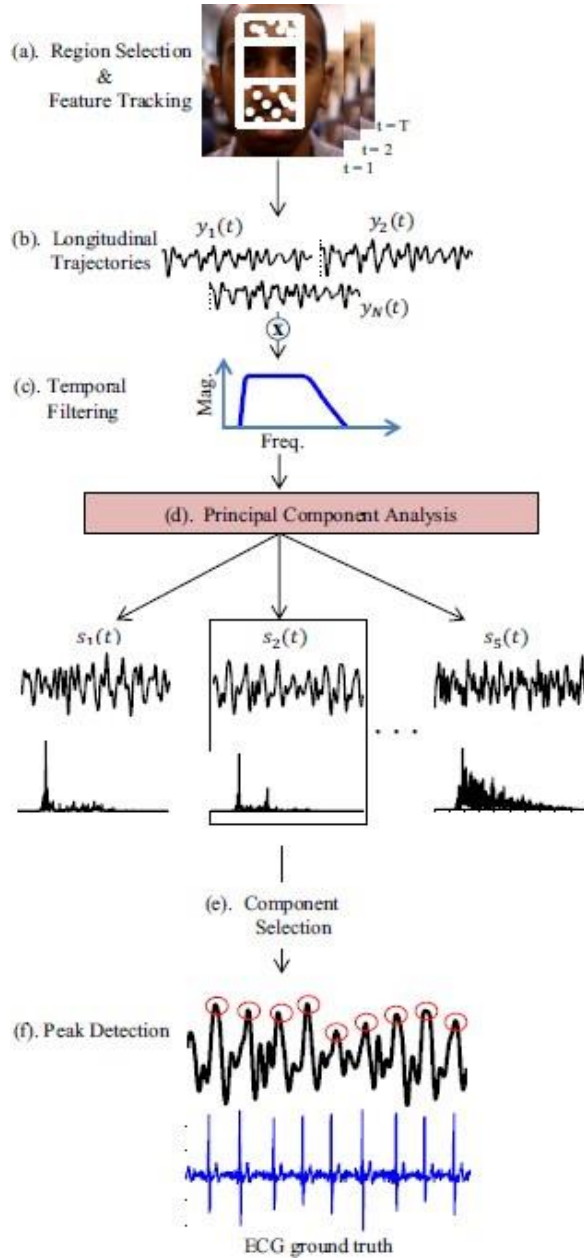 (a). Region Selection
&
Feature Tracking
t = T
t = 2
t = 1
y₁(t)
y₂(t)
(b). Longitudinal
Trajectories
y_N(t)
X
(c). Temporal
Filtering
Mag.
Freq.
(d). Principal Component Analysis
s₁(t)
s₂(t)
s₅(t)
. . .
(e). Component
Selection
(f). Peak Detection
ECG ground truth